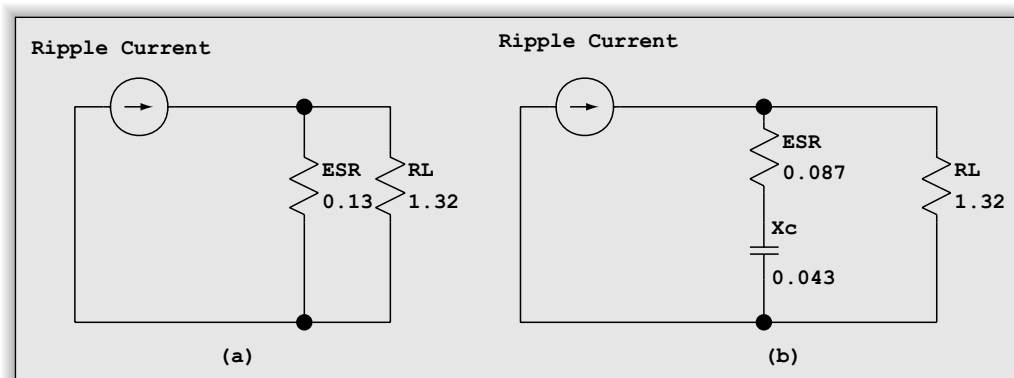 Ripple Current
ESR
0.13
RL
1.32
(a)
Ripple Current
ESR
0.087
Xc
0.043
RL
1.32
(b)